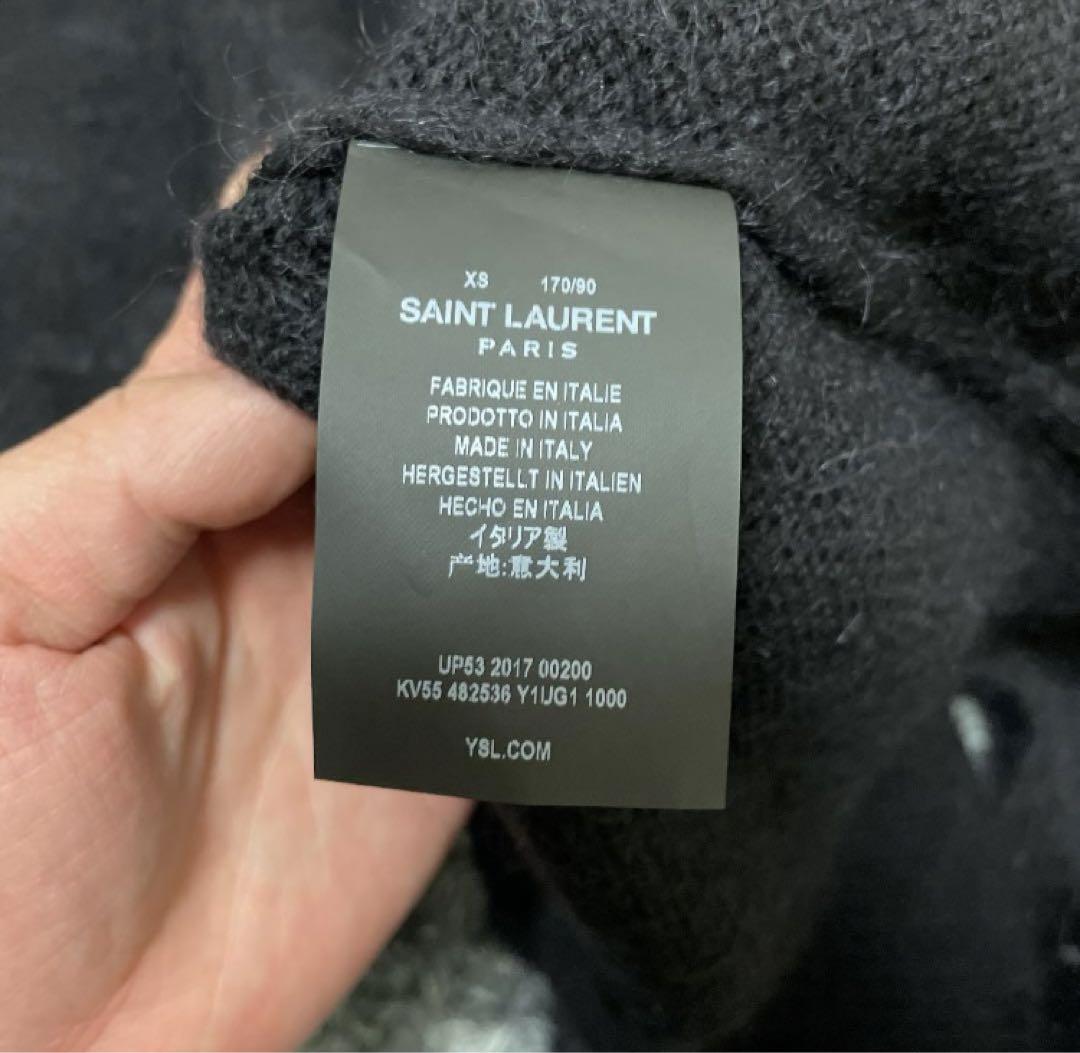 XS 170/90
SAINT LAURENT
PARIS
FABRIQUE EN ITALIE
PRODOTTO IN ITALIA
MADE IN ITALY
HERGESTELLT IN ITALIEN
HECHO EN ITALIA
イタリア製
产地:意大利
UP53 2017 00200
KV55 482536 Y1UG1 1000
YSL.COM